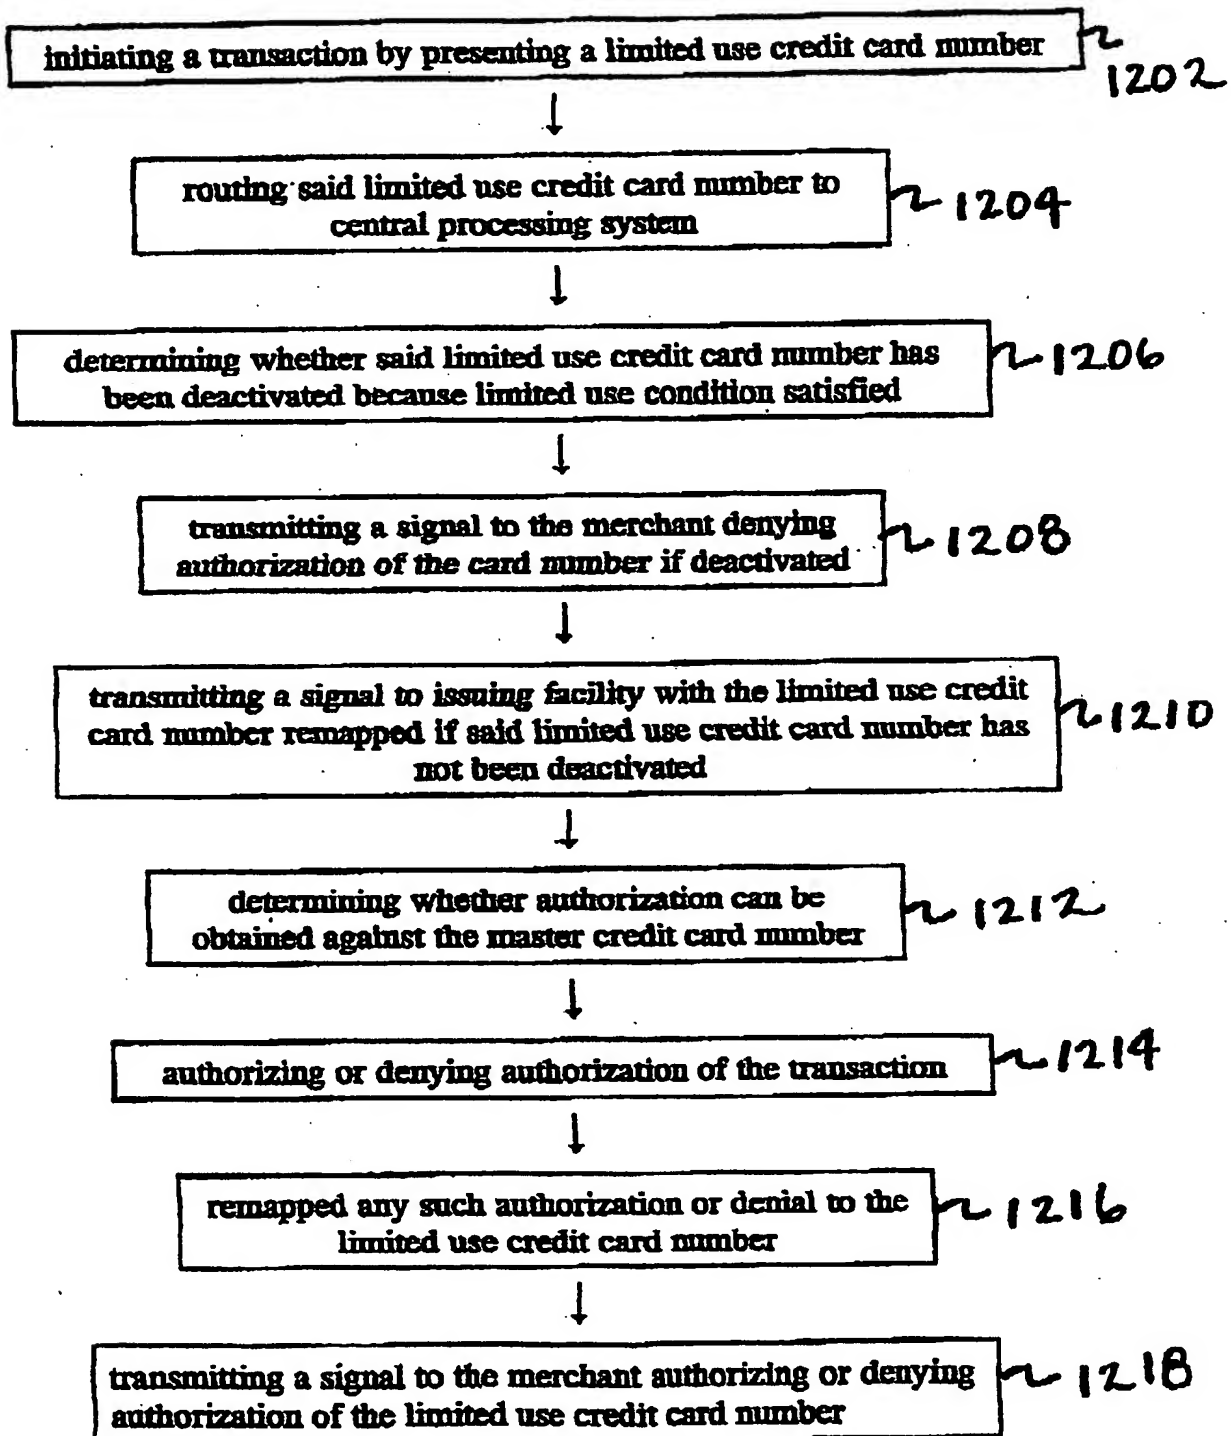 initiating a transaction by presenting a limited use credit card number
1202
routing said limited use credit card number to
central processing system
1204
determining whether said limited use credit card number has
been deactivated because limited use condition satisfied
1206
transmitting a signal to the merchant denying
authorization of the card number if deactivated
1208
transmitting a signal to issuing facility with the limited use credit
card number remapped if said limited use credit card number has
not been deactivated
1210
determining whether authorization can be
obtained against the master credit card number
1212
authorizing or denying authorization of the transaction
1214
remapped any such authorization or denial to the
limited use credit card number
1216
transmitting a signal to the merchant authorizing or denying
authorization of the limited use credit card number
1218